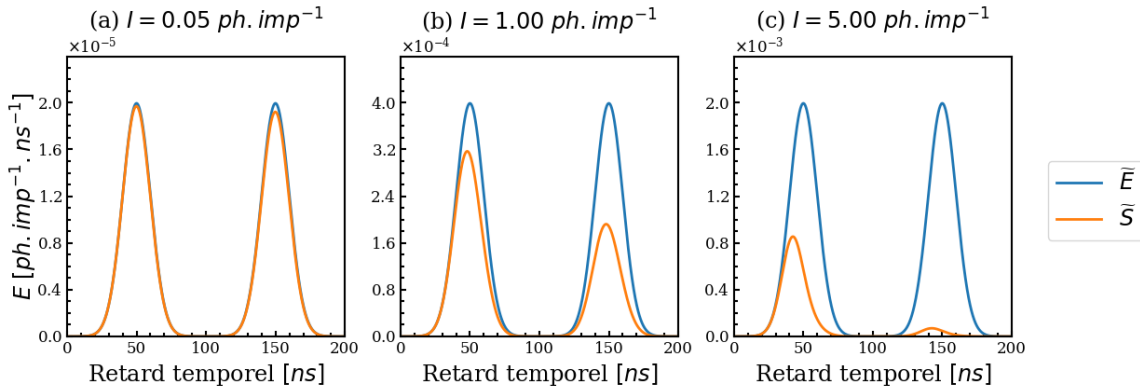 (a) I = 0.05 ph. imp⁻¹
(b) I = 1.00 ph. imp⁻¹
(c) I = 5.00 ph. imp⁻¹
×10⁻⁵
×10⁻⁴
×10⁻³
E [ph. imp⁻¹. ns⁻¹]
2.0
1.6
1.2
0.8
0.4
0.0
4.0
3.2
2.4
1.6
0.8
0.0
2.0
1.6
1.2
0.8
0.4
0.0
Ẽ
S̃
0 50 100 150 200
0 50 100 150 200
0 50 100 150 200
Retard temporel [ns]
Retard temporel [ns]
Retard temporel [ns]